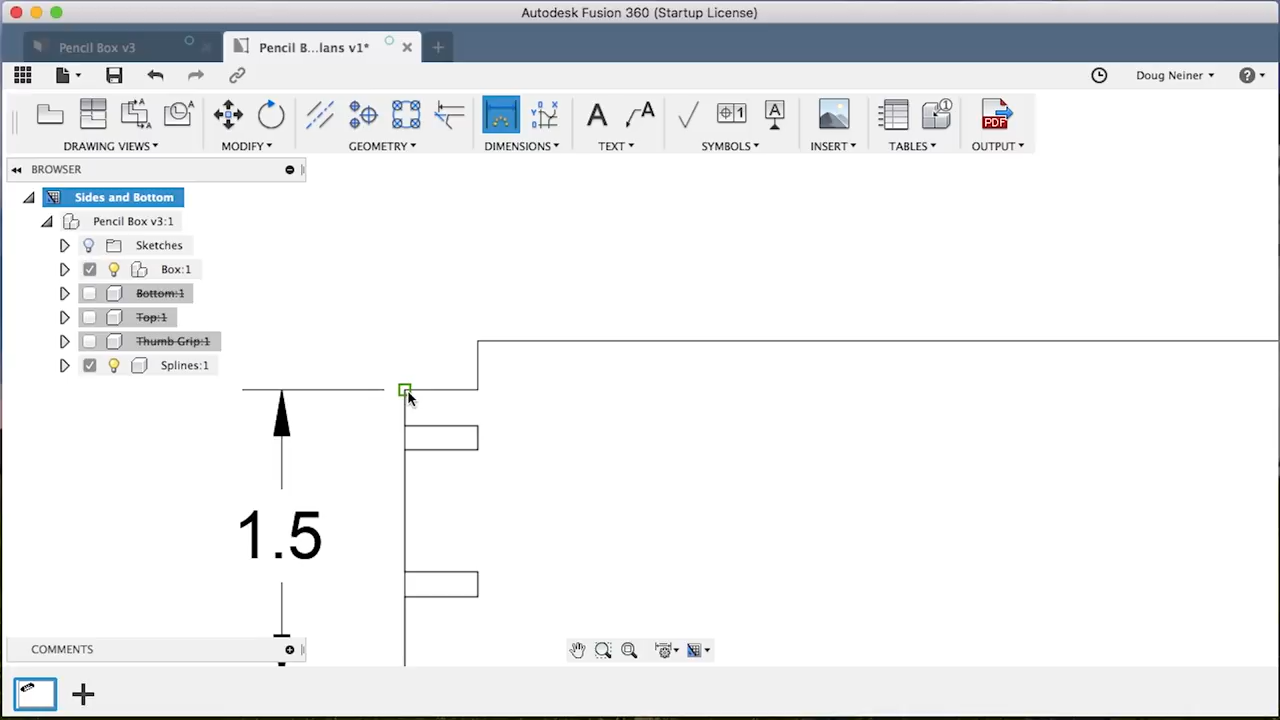 Autodesk Fusion 360 (Startup License)
Pencil Box v3
Pencil B...lans v1*
Doug Neiner
DRAWING VIEWS
MODIFY
GEOMETRY
DIMENSIONS
TEXT
SYMBOLS
INSERT
TABLES
OUTPUT
BROWSER
Sides and Bottom
Pencil Box v3:1
Sketches
Box:1
Bottom:1
Top:1
Thumb Grip:1
Splines:1
1.5
COMMENTS